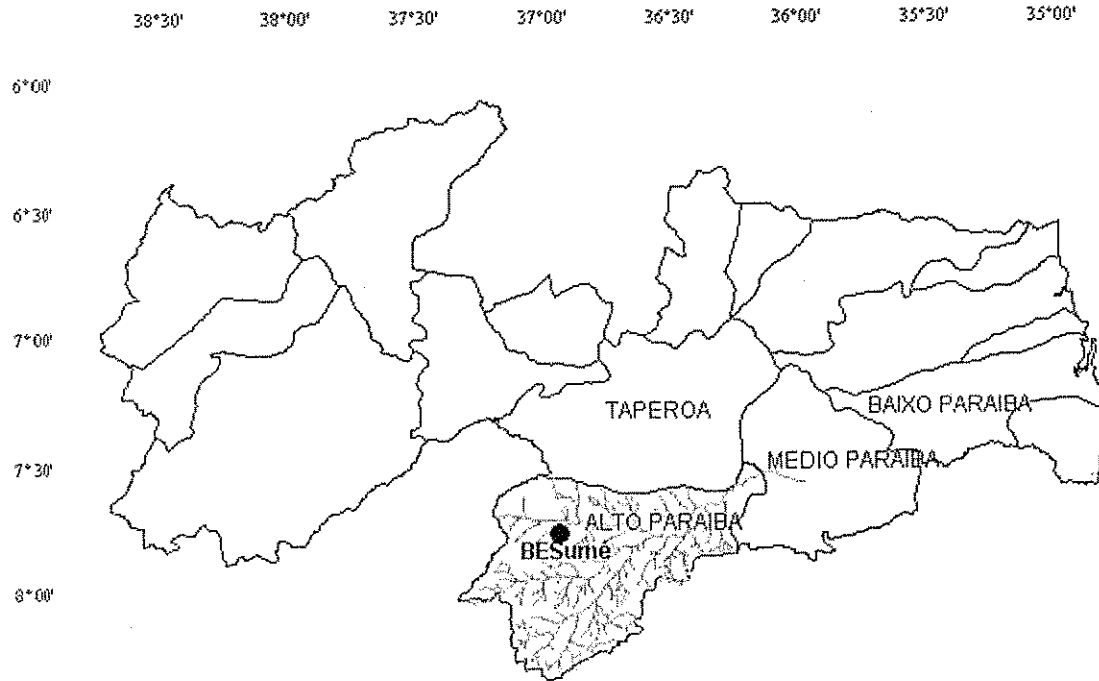 38°30' 38°00' 37°30' 37°00' 36°30' 36°00' 35°30' 35°00'
6°00'
6°30'
7°00'
TAPEROA
BAIXO PARAIBA
7°30'
MEDIO PARAIBA
ALTO PARAIBA
BESumé
8°00'